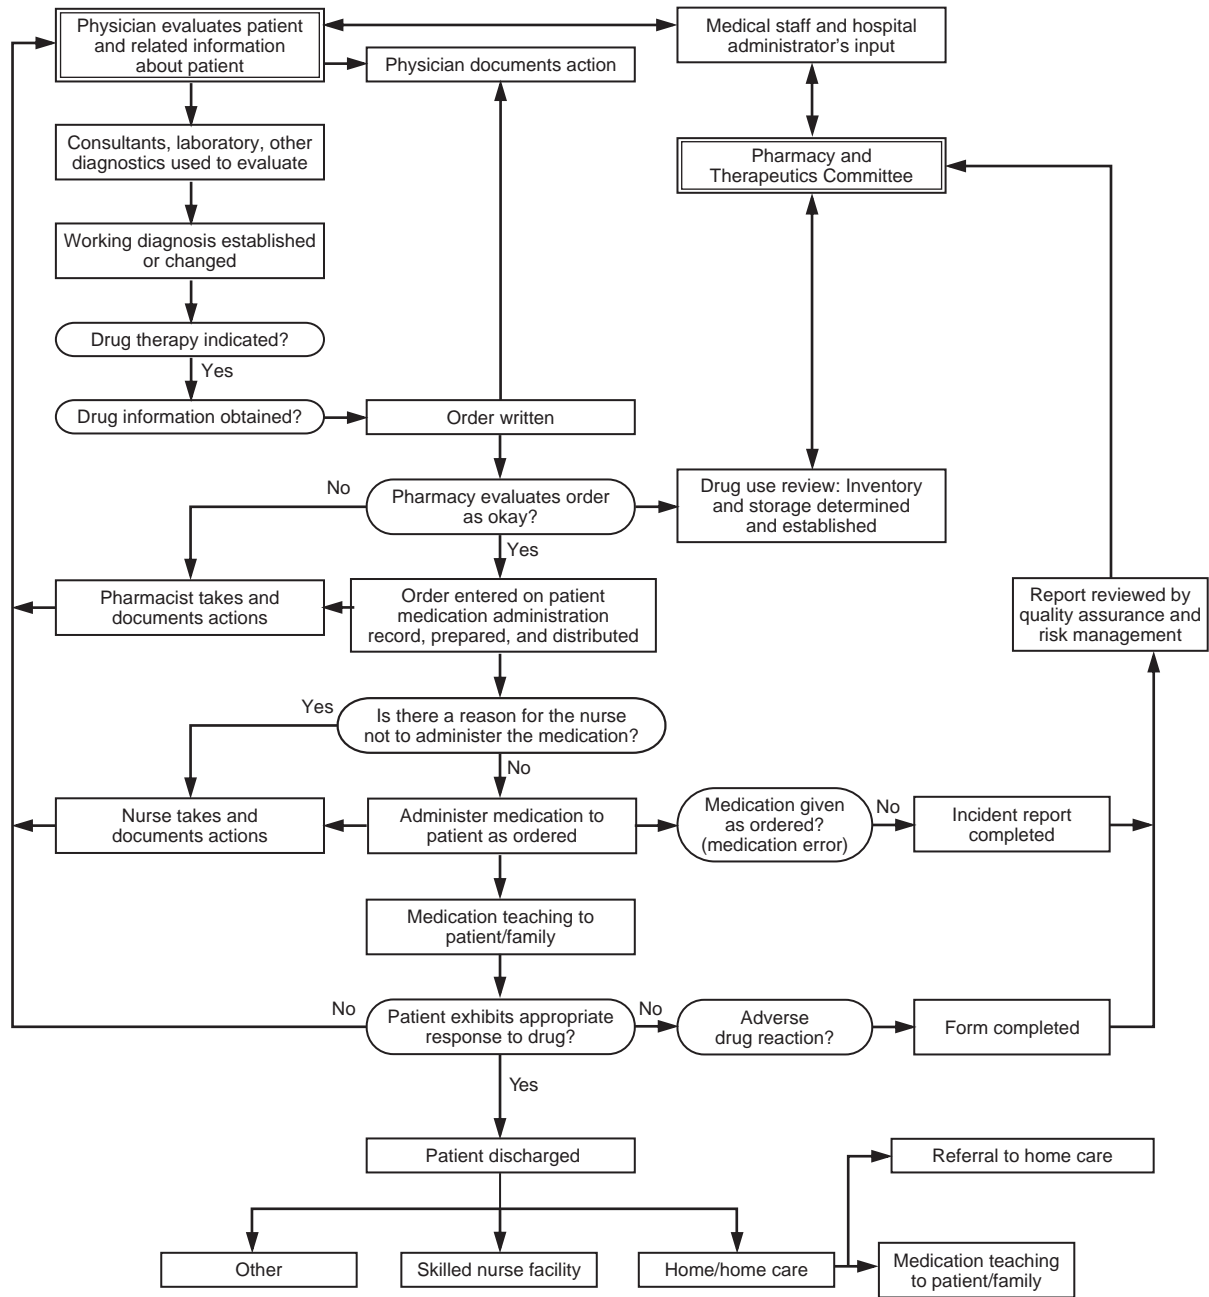 Physician evaluates patient
and related information
about patient
Medical staff and hospital
administrator’s input
Physician documents action
Consultants, laboratory, other
diagnostics used to evaluate
Pharmacy and
Therapeutics Committee
Working diagnosis established
or changed
Drug therapy indicated?
Yes
Drug information obtained?
Order written
No
Pharmacy evaluates order
as okay?
Drug use review: Inventory
and storage determined
and established
Yes
Pharmacist takes and
documents actions
Order entered on patient
medication administration
record, prepared, and distributed
Report reviewed by
quality assurance and
risk management
Yes
Is there a reason for the nurse
not to administer the medication?
No
Nurse takes and
documents actions
Administer medication to
patient as ordered
Medication given
as ordered?
(medication error)
No
Incident report
completed
Medication teaching to
patient/family
No
Patient exhibits appropriate
response to drug?
No
Adverse
drug reaction?
Form completed
Yes
Patient discharged
Referral to home care
Other
Skilled nurse facility
Home/home care
Medication teaching
to patient/family